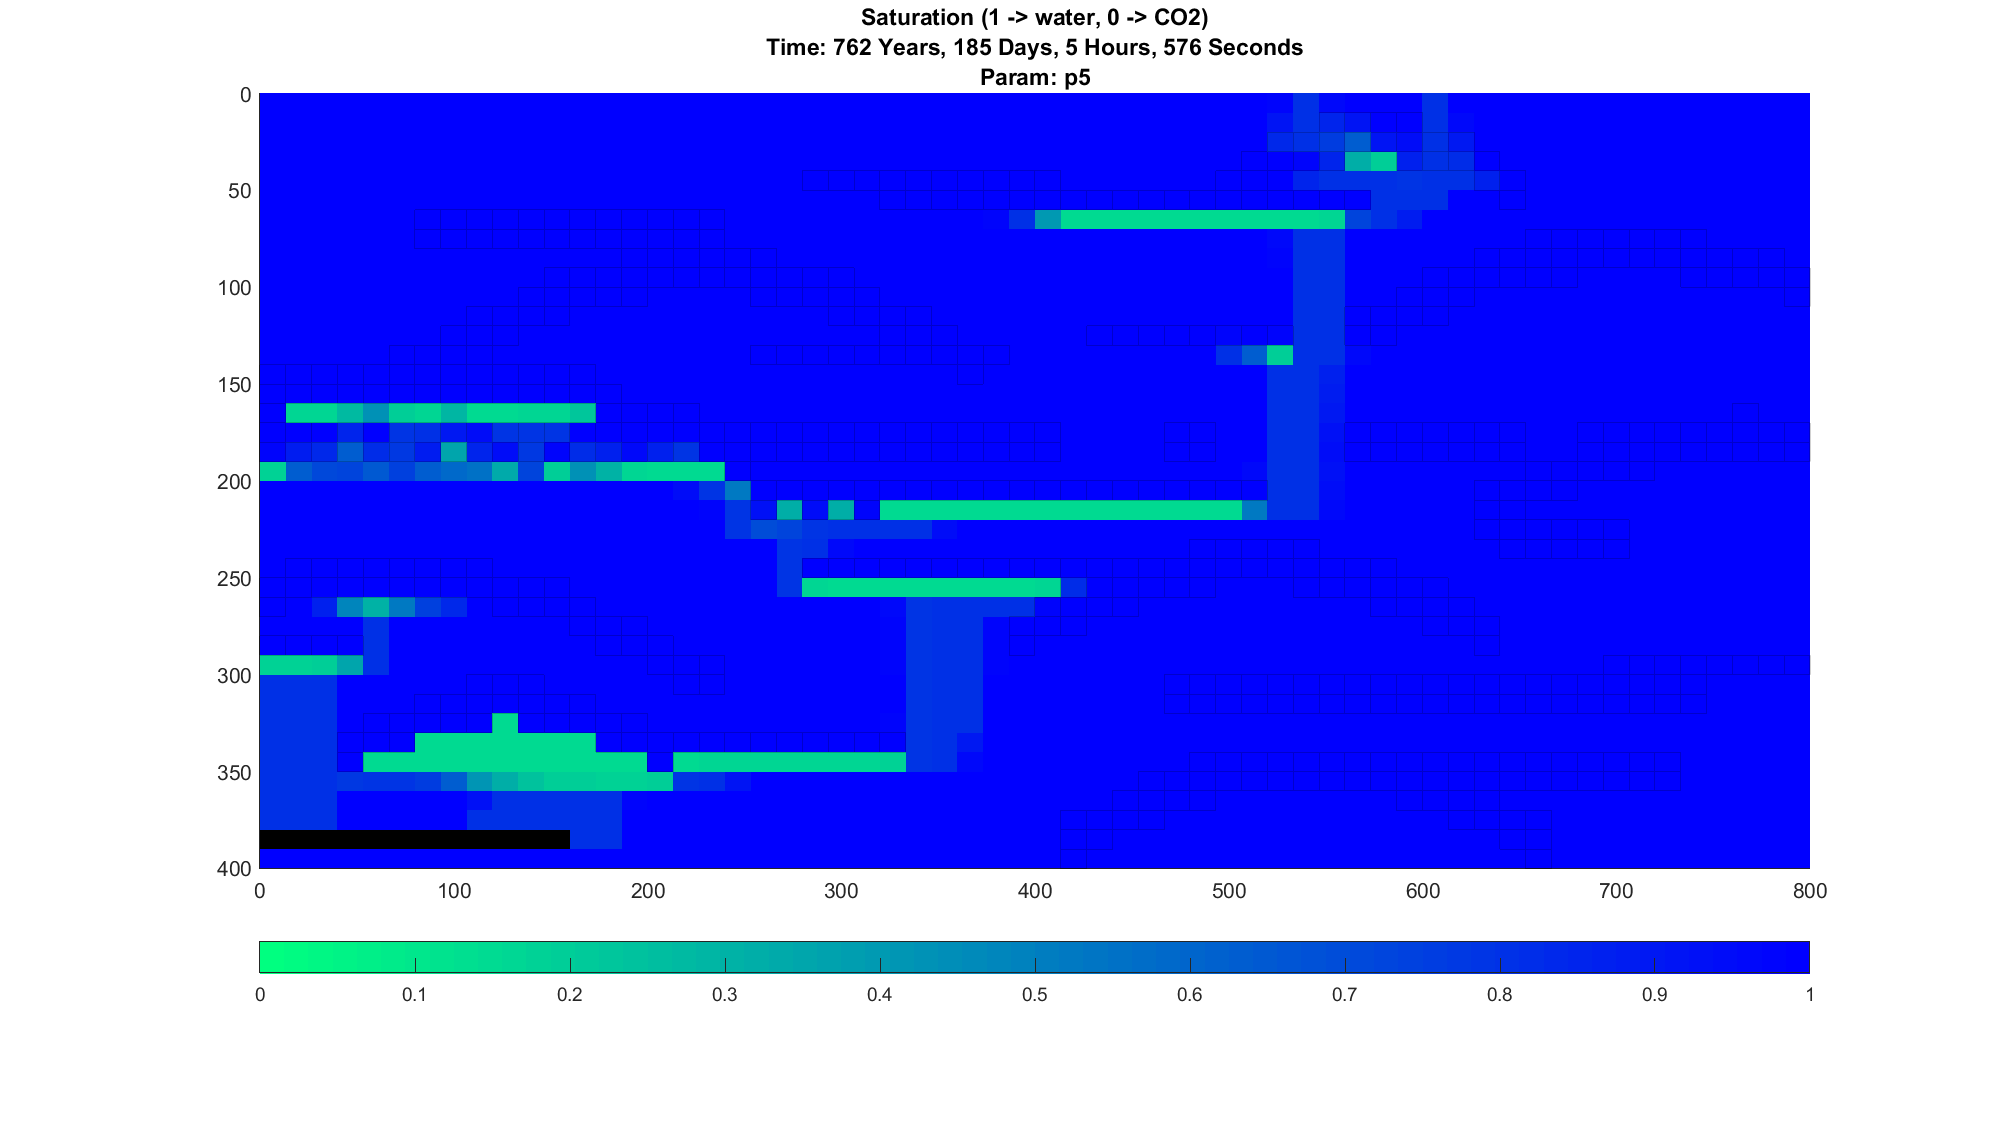 Saturation (1 -> water, 0 -> CO2)
Time: 762 Years, 185 Days, 5 Hours, 576 Seconds
Param: p5
0
50
100
150
200
250
300
350
400
0 100 200 300 400 500 600 700 800
0 0.1 0.2 0.3 0.4 0.5 0.6 0.7 0.8 0.9 1